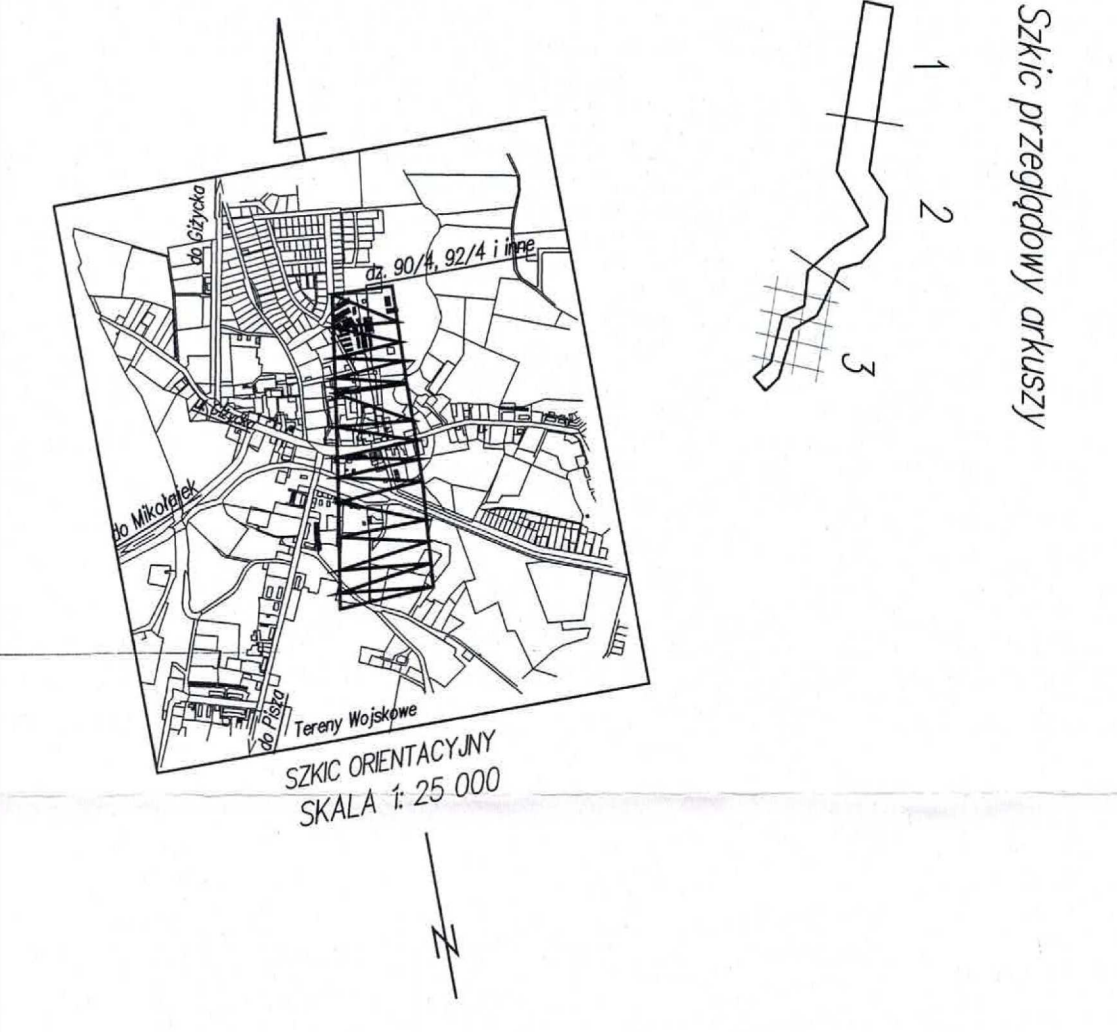 Szkic przeglądowy arkuszy
1
2
3
do Giżycka
dz. 90/4, 92/4 i inne
do Mikołajek
do Pisza
Tereny Wojskowe
SZKIC ORIENTACYJNY
SKALA 1: 25 000
N